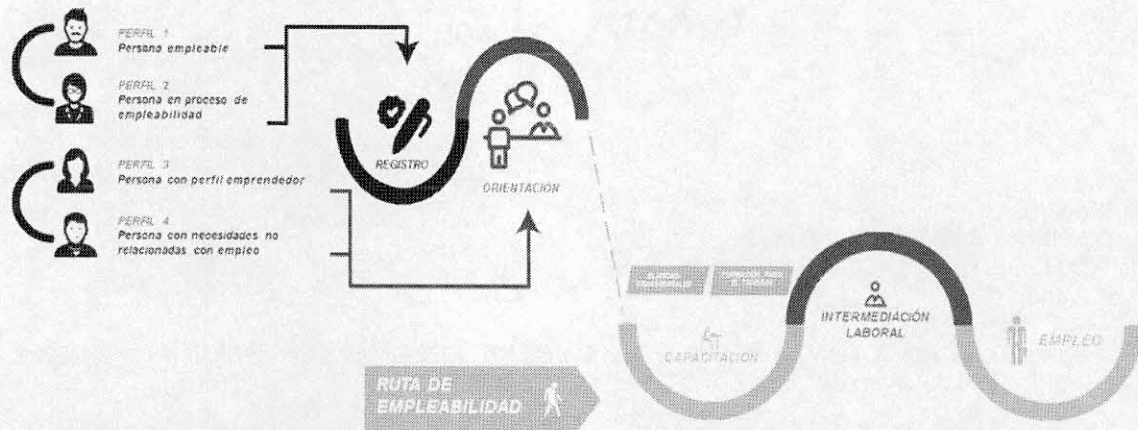 PERFIL 1
Persona empleable
PERFIL 2
Persona en proceso de
empleabilidad
PERFIL 3
Persona con perfil emprendedor
PERFIL 4
Persona con necesidades no
relacionadas con empleo
REGISTRO
ORIENTACIÓN
CAPACITACIÓN
INTERMEDIACIÓN
LABORAL
EMPLEO
RUTA DE
EMPLEABILIDAD